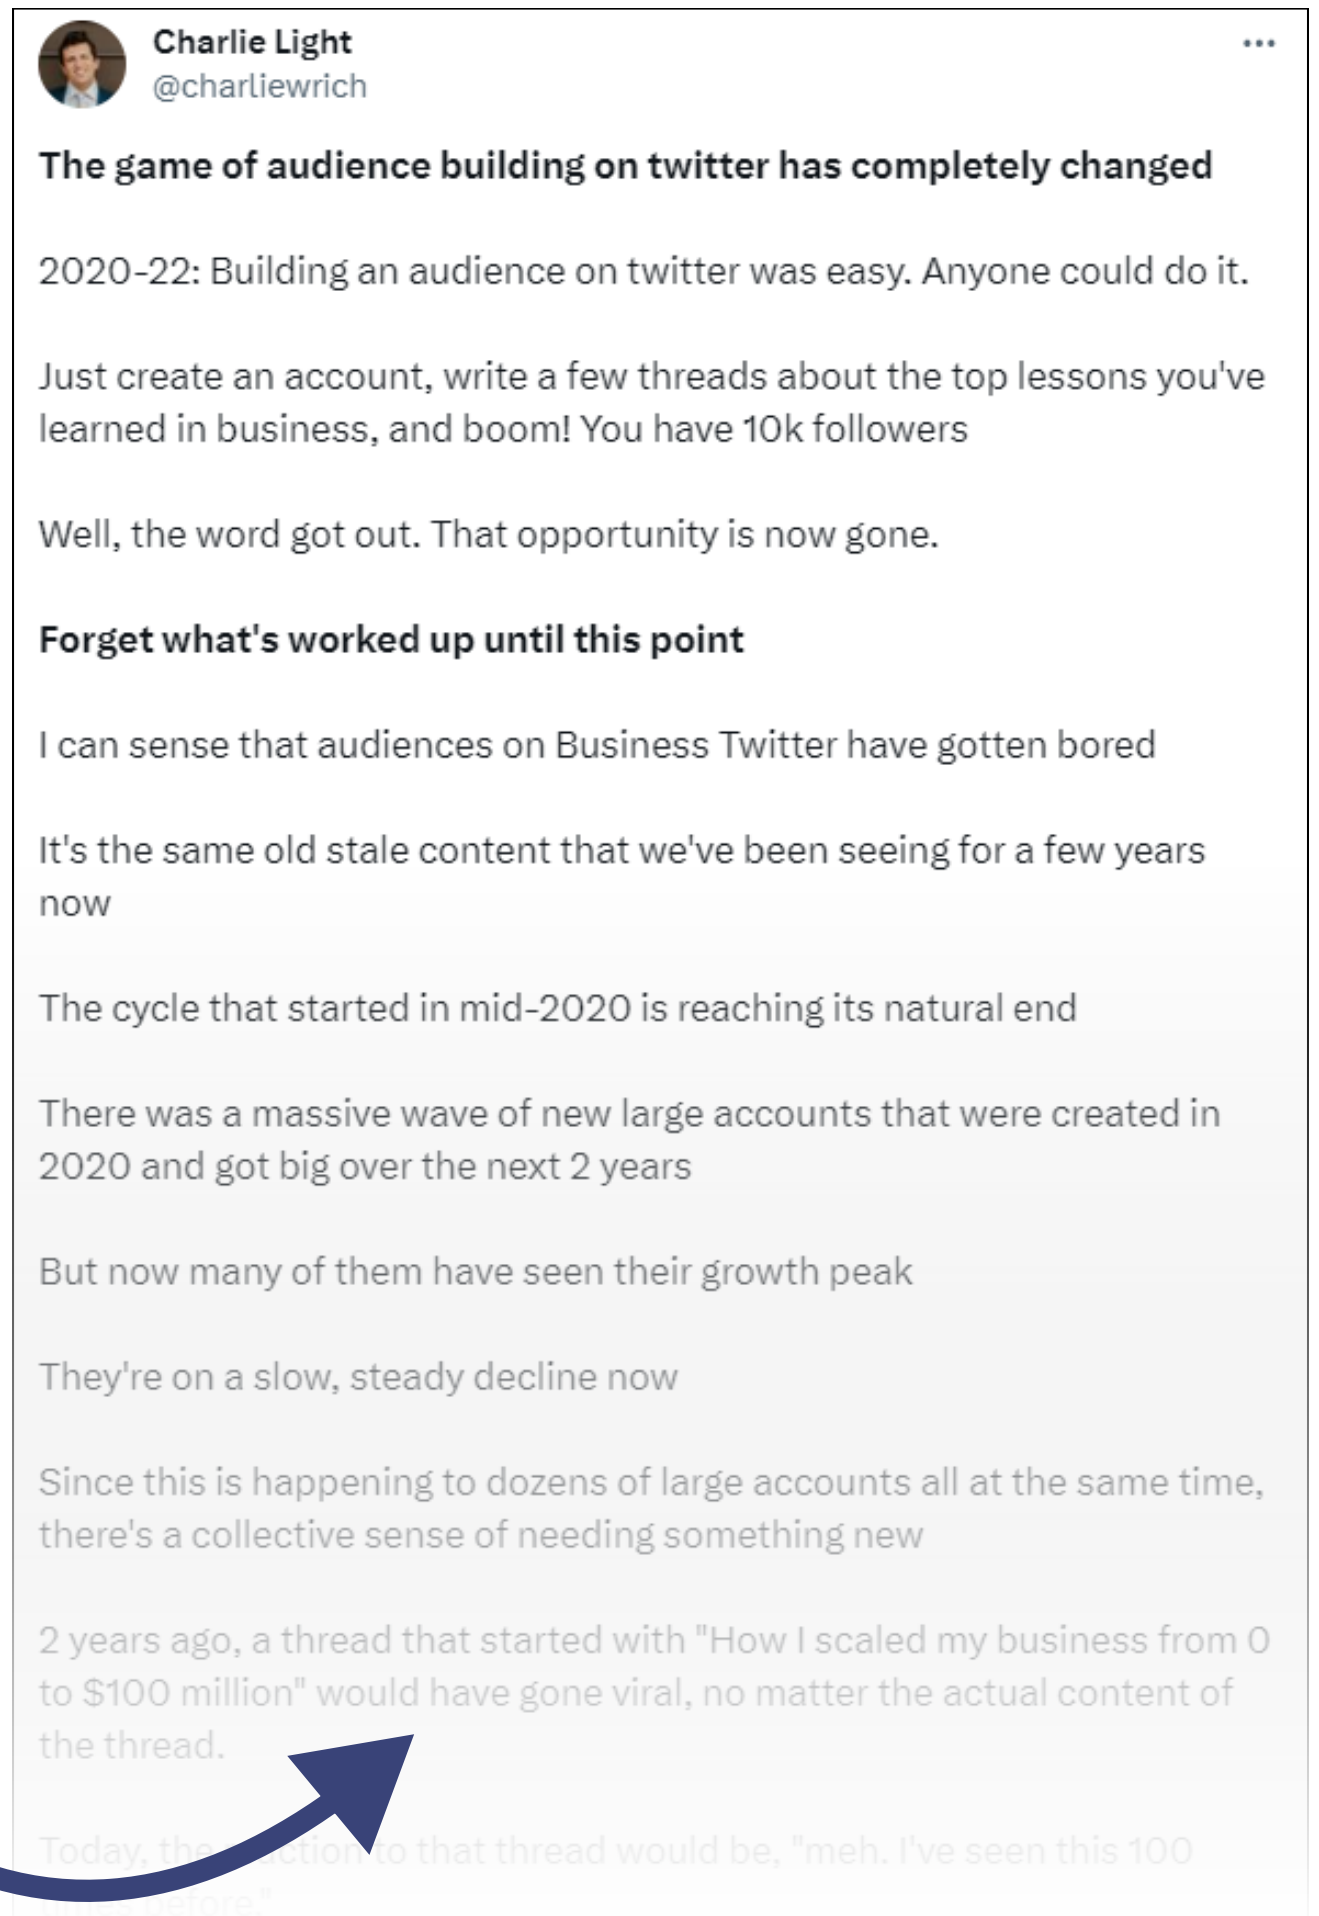 Charlie Light
@charliewrich
The game of audience building on twitter has completely changed
2020-22: Building an audience on twitter was easy. Anyone could do it.
Just create an account, write a few threads about the top lessons you've
learned in business, and boom! You have 10k followers
Well, the word got out. That opportunity is now gone.
Forget what's worked up until this point
I can sense that audiences on Business Twitter have gotten bored
It's the same old stale content that we've been seeing for a few years
now
The cycle that started in mid-2020 is reaching its natural end
There was a massive wave of new large accounts that were created in
2020 and got big over the next 2 years
But now many of them have seen their growth peak
They're on a slow, steady decline now
Since this is happening to dozens of large accounts all at the same time,
there's a collective sense of needing something new
2 years ago, a thread that started with "How I scaled my business from 0
to $100 million" would have gone viral, no matter the actual content of
the thread.
Today, the reaction to that thread would be, "meh. I've seen this 100
times before."